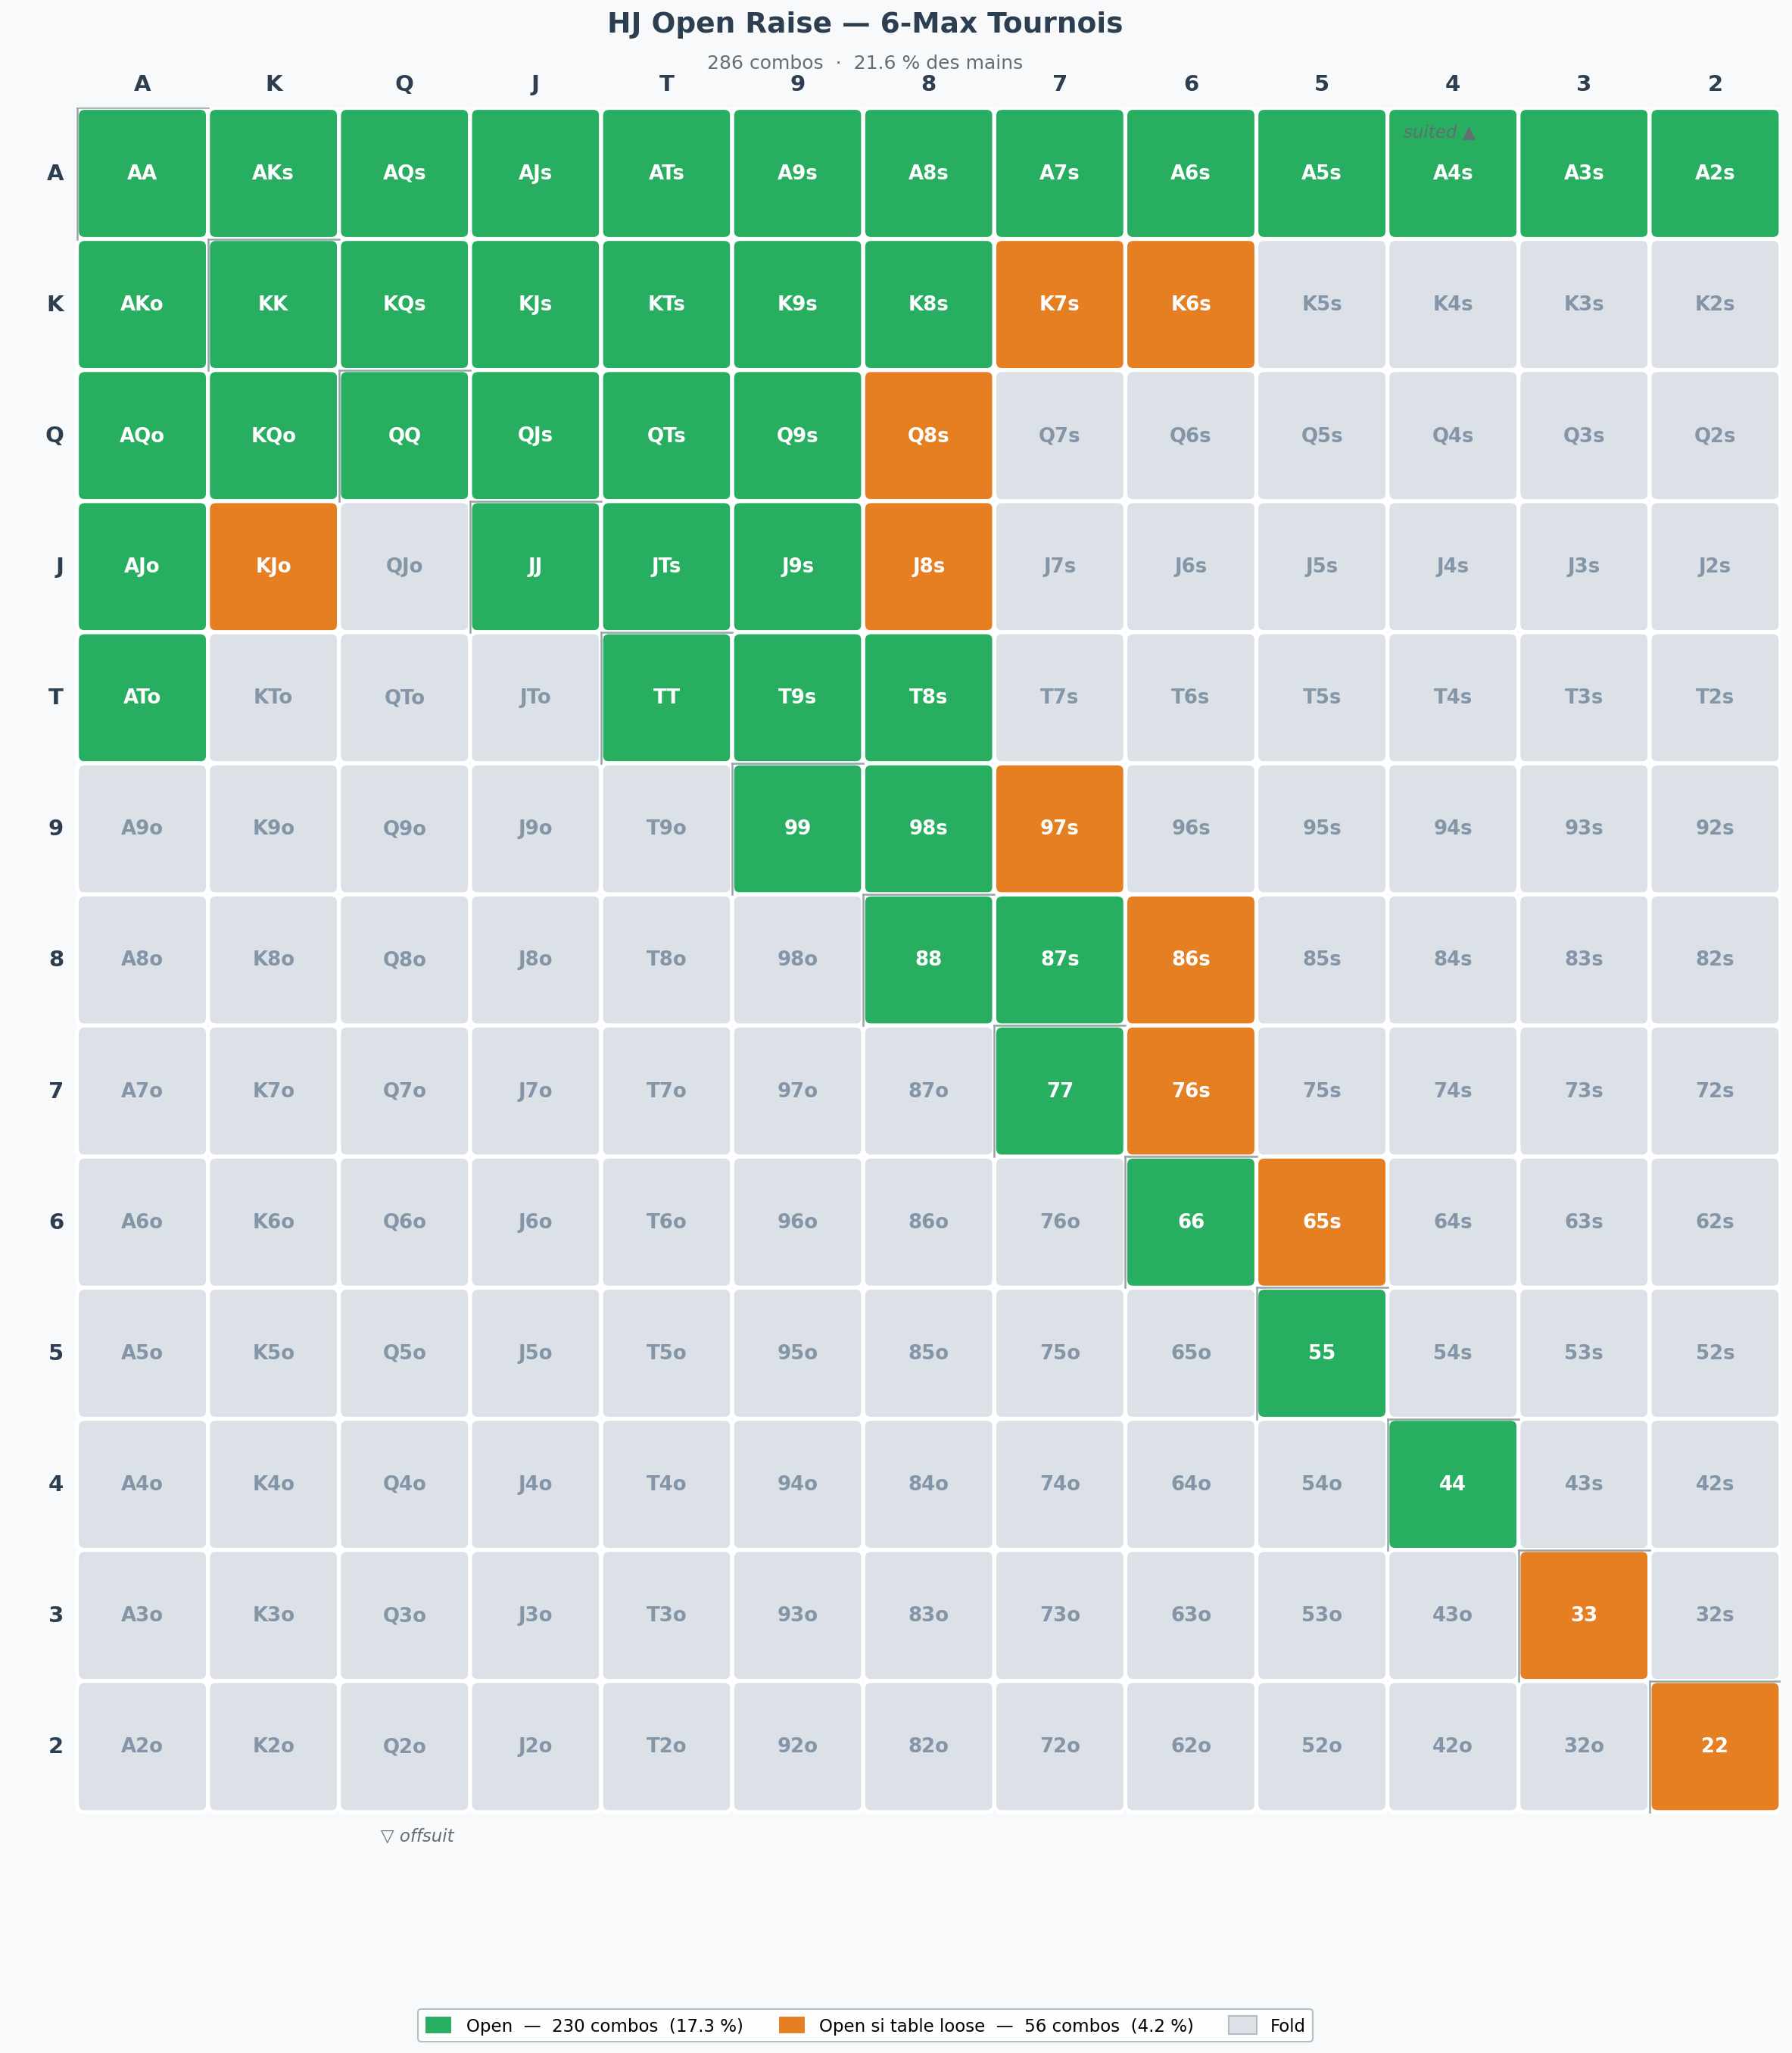 HJ Open Raise — 6-Max Tournois
286 combos · 21.6 % des mains
A K Q J T 9 8 7 6 5 4 3 2
suited ▲
A AA AKs AQs AJs ATs A9s A8s A7s A6s A5s A4s A3s A2s
K AKo KK KQs KJs KTs K9s K8s K7s K6s K5s K4s K3s K2s
Q AQo KQo QQ QJs QTs Q9s Q8s Q7s Q6s Q5s Q4s Q3s Q2s
J AJo KJo QJo JJ JTs J9s J8s J7s J6s J5s J4s J3s J2s
T ATo KTo QTo JTo TT T9s T8s T7s T6s T5s T4s T3s T2s
9 A9o K9o Q9o J9o T9o 99 98s 97s 96s 95s 94s 93s 92s
8 A8o K8o Q8o J8o T8o 98o 88 87s 86s 85s 84s 83s 82s
7 A7o K7o Q7o J7o T7o 97o 87o 77 76s 75s 74s 73s 72s
6 A6o K6o Q6o J6o T6o 96o 86o 76o 66 65s 64s 63s 62s
5 A5o K5o Q5o J5o T5o 95o 85o 75o 65o 55 54s 53s 52s
4 A4o K4o Q4o J4o T4o 94o 84o 74o 64o 54o 44 43s 42s
3 A3o K3o Q3o J3o T3o 93o 83o 73o 63o 53o 43o 33 32s
2 A2o K2o Q2o J2o T2o 92o 82o 72o 62o 52o 42o 32o 22
▽ offsuit
Open — 230 combos (17.3 %) Open si table loose — 56 combos (4.2 %) Fold